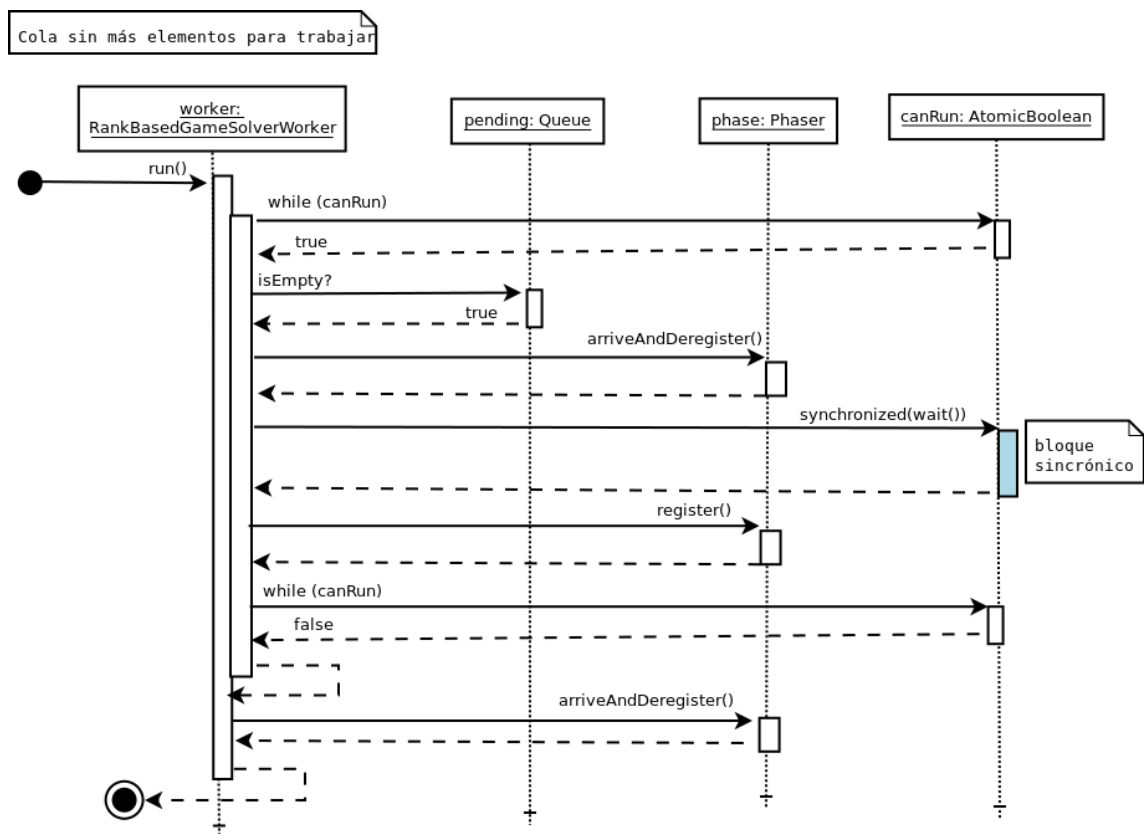 Cola sin más elementos para trabajar
worker:
RankBasedGameSolverWorker
pending: Queue
phase: Phaser
canRun: AtomicBoolean
run()
while (canRun)
true
isEmpty?
true
arriveAndDeregister()
synchronized(wait())
bloque
sincrónico
register()
while (canRun)
false
arriveAndDeregister()